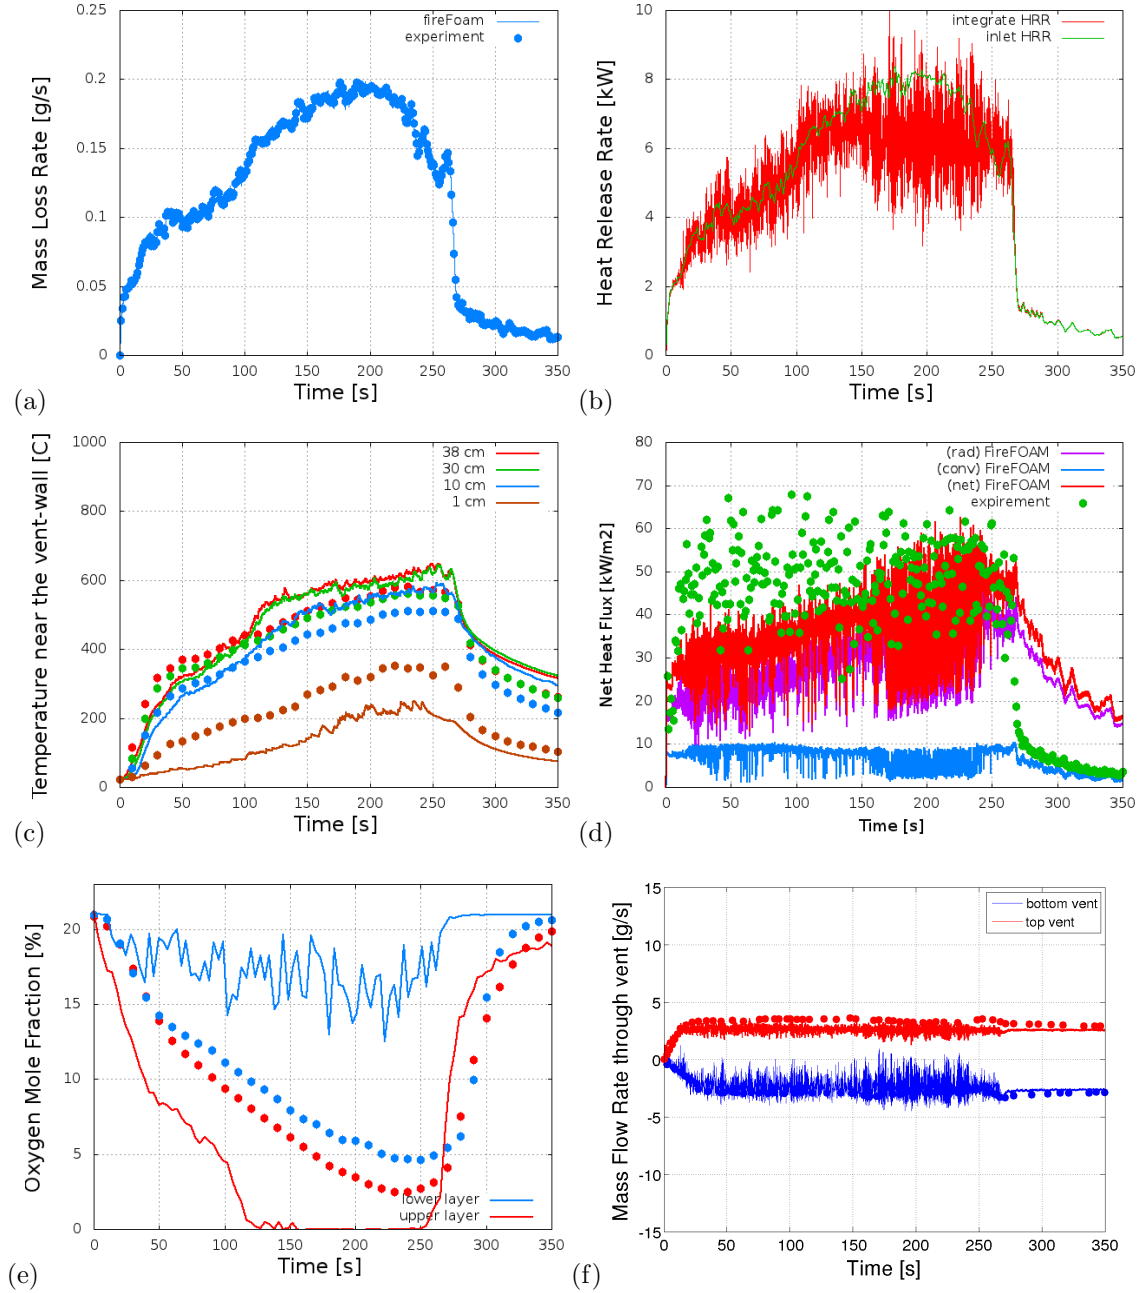 0.25
0.2
0.15
0.1
0.05
0
0 50 100 150 200 250 300 350
Mass Loss Rate [g/s]
Time [s]
fireFoam
experiment
(a)
10
8
6
4
2
0
0 50 100 150 200 250 300 350
Heat Release Rate [kW]
Time [s]
integrate HRR
inlet HRR
(b)
1000
800
600
400
200
0
0 50 100 150 200 250 300 350
Temperature near the vent-wall [C]
Time [s]
38 cm
30 cm
10 cm
1 cm
(c)
80
70
60
50
40
30
20
10
0
0 50 100 150 200 250 300 350
Net Heat Flux [kW/m2]
Time [s]
(rad) FireFOAM
(conv) FireFOAM
(net) FireFOAM
expirement
(d)
20
15
10
5
0
0 50 100 150 200 250 300 350
Oxygen Mole Fraction [%]
Time [s]
lower layer
upper layer
(e)
15
10
5
0
-5
-10
-15
0 50 100 150 200 250 300 350
Mass Flow Rate through vent [g/s]
Time [s]
bottom vent
top vent
(f)